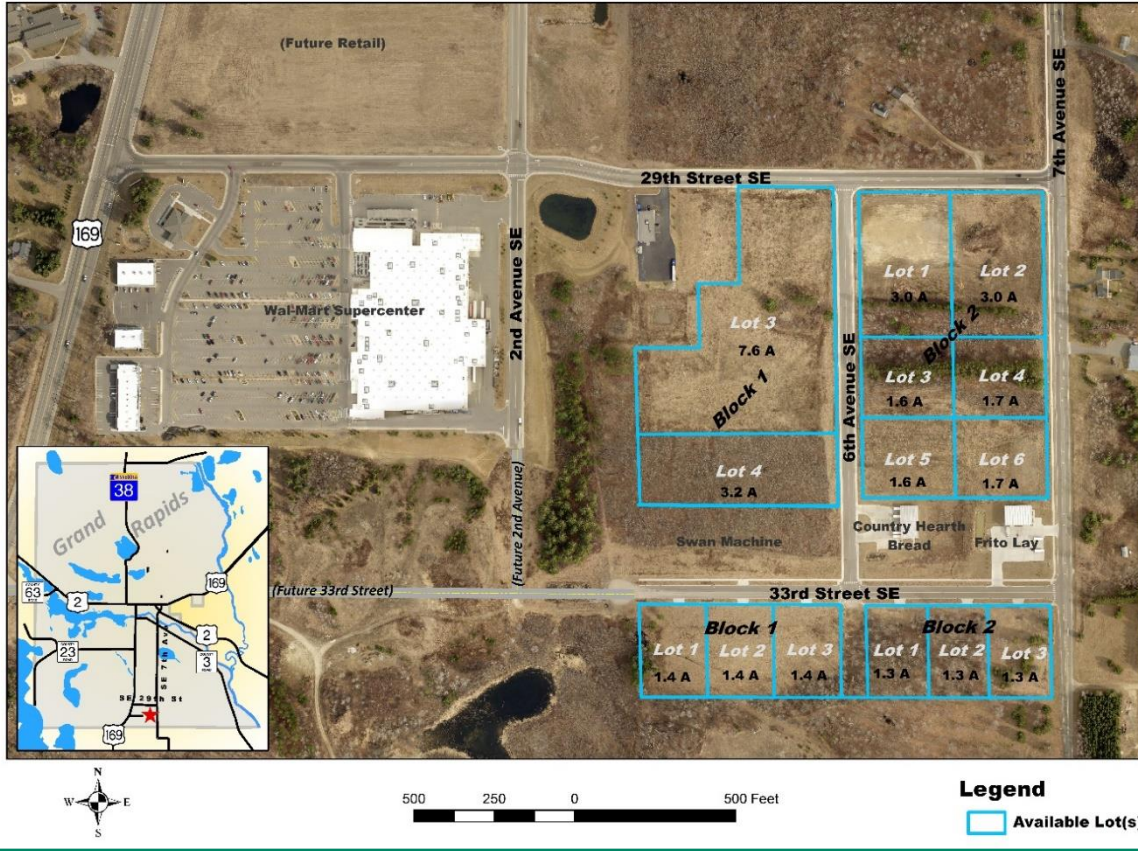 (Future Retail)
7th Avenue SE
29th Street SE
169
2nd Avenue SE
Wal-Mart Supercenter
Lot 3
7.6 A
Block 1
6th Avenue SE
Lot 1
3.0 A
Lot 2
3.0 A
Block 2
Lot 3
1.6 A
Lot 4
1.7 A
Lot 4
3.2 A
Lot 5
1.6 A
Lot 6
1.7 A
(Future 2nd Avenue)
Swan Machine
Country Hearth
Bread
Frito Lay
(Future 33rd Street)
33rd Street SE
Block 1
Lot 1
1.4 A
Lot 2
1.4 A
Lot 3
1.4 A
Block 2
Lot 1
1.3 A
Lot 2
1.3 A
Lot 3
1.3 A
38
Grand Rapids
169
63
2
2
23
3
SE 7th Av
SE 29th St
169
N
W
E
S
500
250
0
500 Feet
Legend
Available Lot(s)